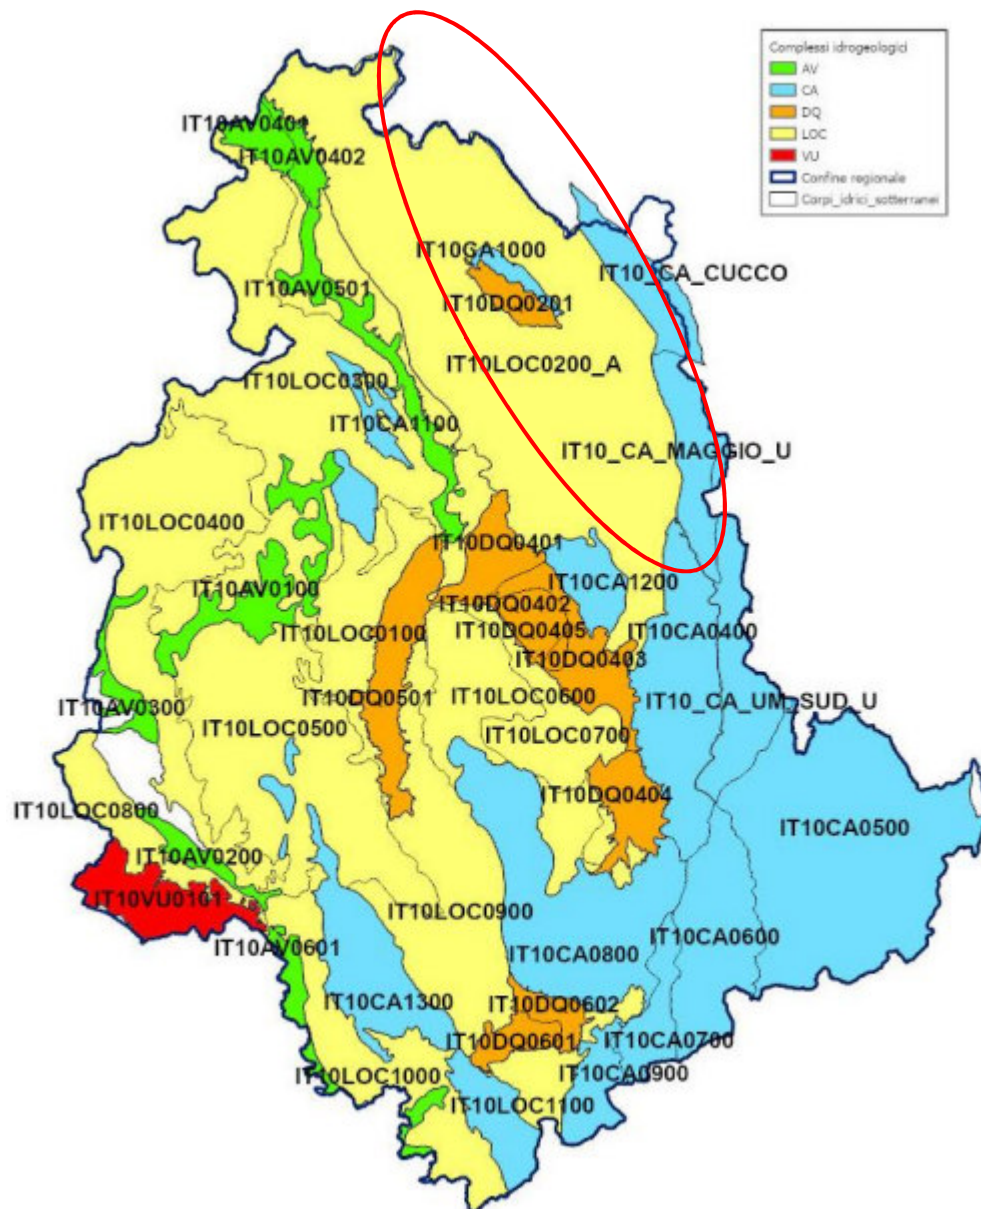 Complessi idrogeologici
AV
CA
DQ
LOC
VU
Confine regionale
Corpi_idrici_sotterranei
IT10AV0401
IT10AV0402
IT10CA1000
IT10_CA_CUCCO
IT10AV0501
IT10DQ0201
IT10LOC0200_A
IT10LOC0300
IT10CA1100
IT10_CA_MAGGIO_U
IT10LOC0400
IT10DQ0401
IT10CA1200
IT10AV0100
IT10DQ0402
IT10LOC0100
IT10DQ0405
IT10CA0400
IT10DQ0403
IT10DQ0501
IT10LOC0600
IT10_CA_UM_SUD_U
IT10AV0300
IT10LOC0500
IT10LOC0700
IT10DQ0404
IT10LOC0800
IT10CA0500
IT10AV0200
IT10VU0101
IT10LOC0900
IT10AV0601
IT10CA0600
IT10CA0800
IT10CA1300
IT10DQ0602
IT10DQ0601
IT10CA0700
IT10LOC1000
IT10CA0900
IT10LOC1100